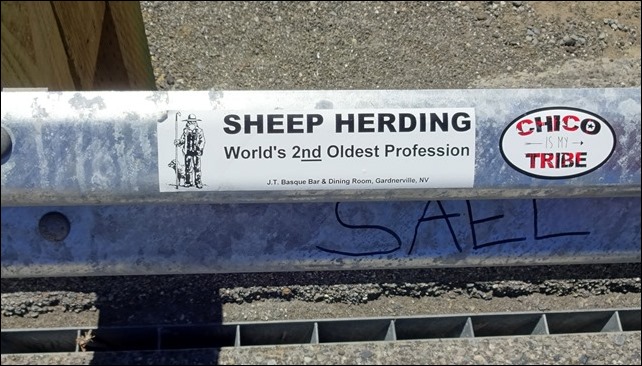 SHEEP HERDING
World's 2nd Oldest Profession
J.T. Basque Bar & Dining Room, Gardnerville, NV
CHICO
IS MY
TRIBE
SAEL